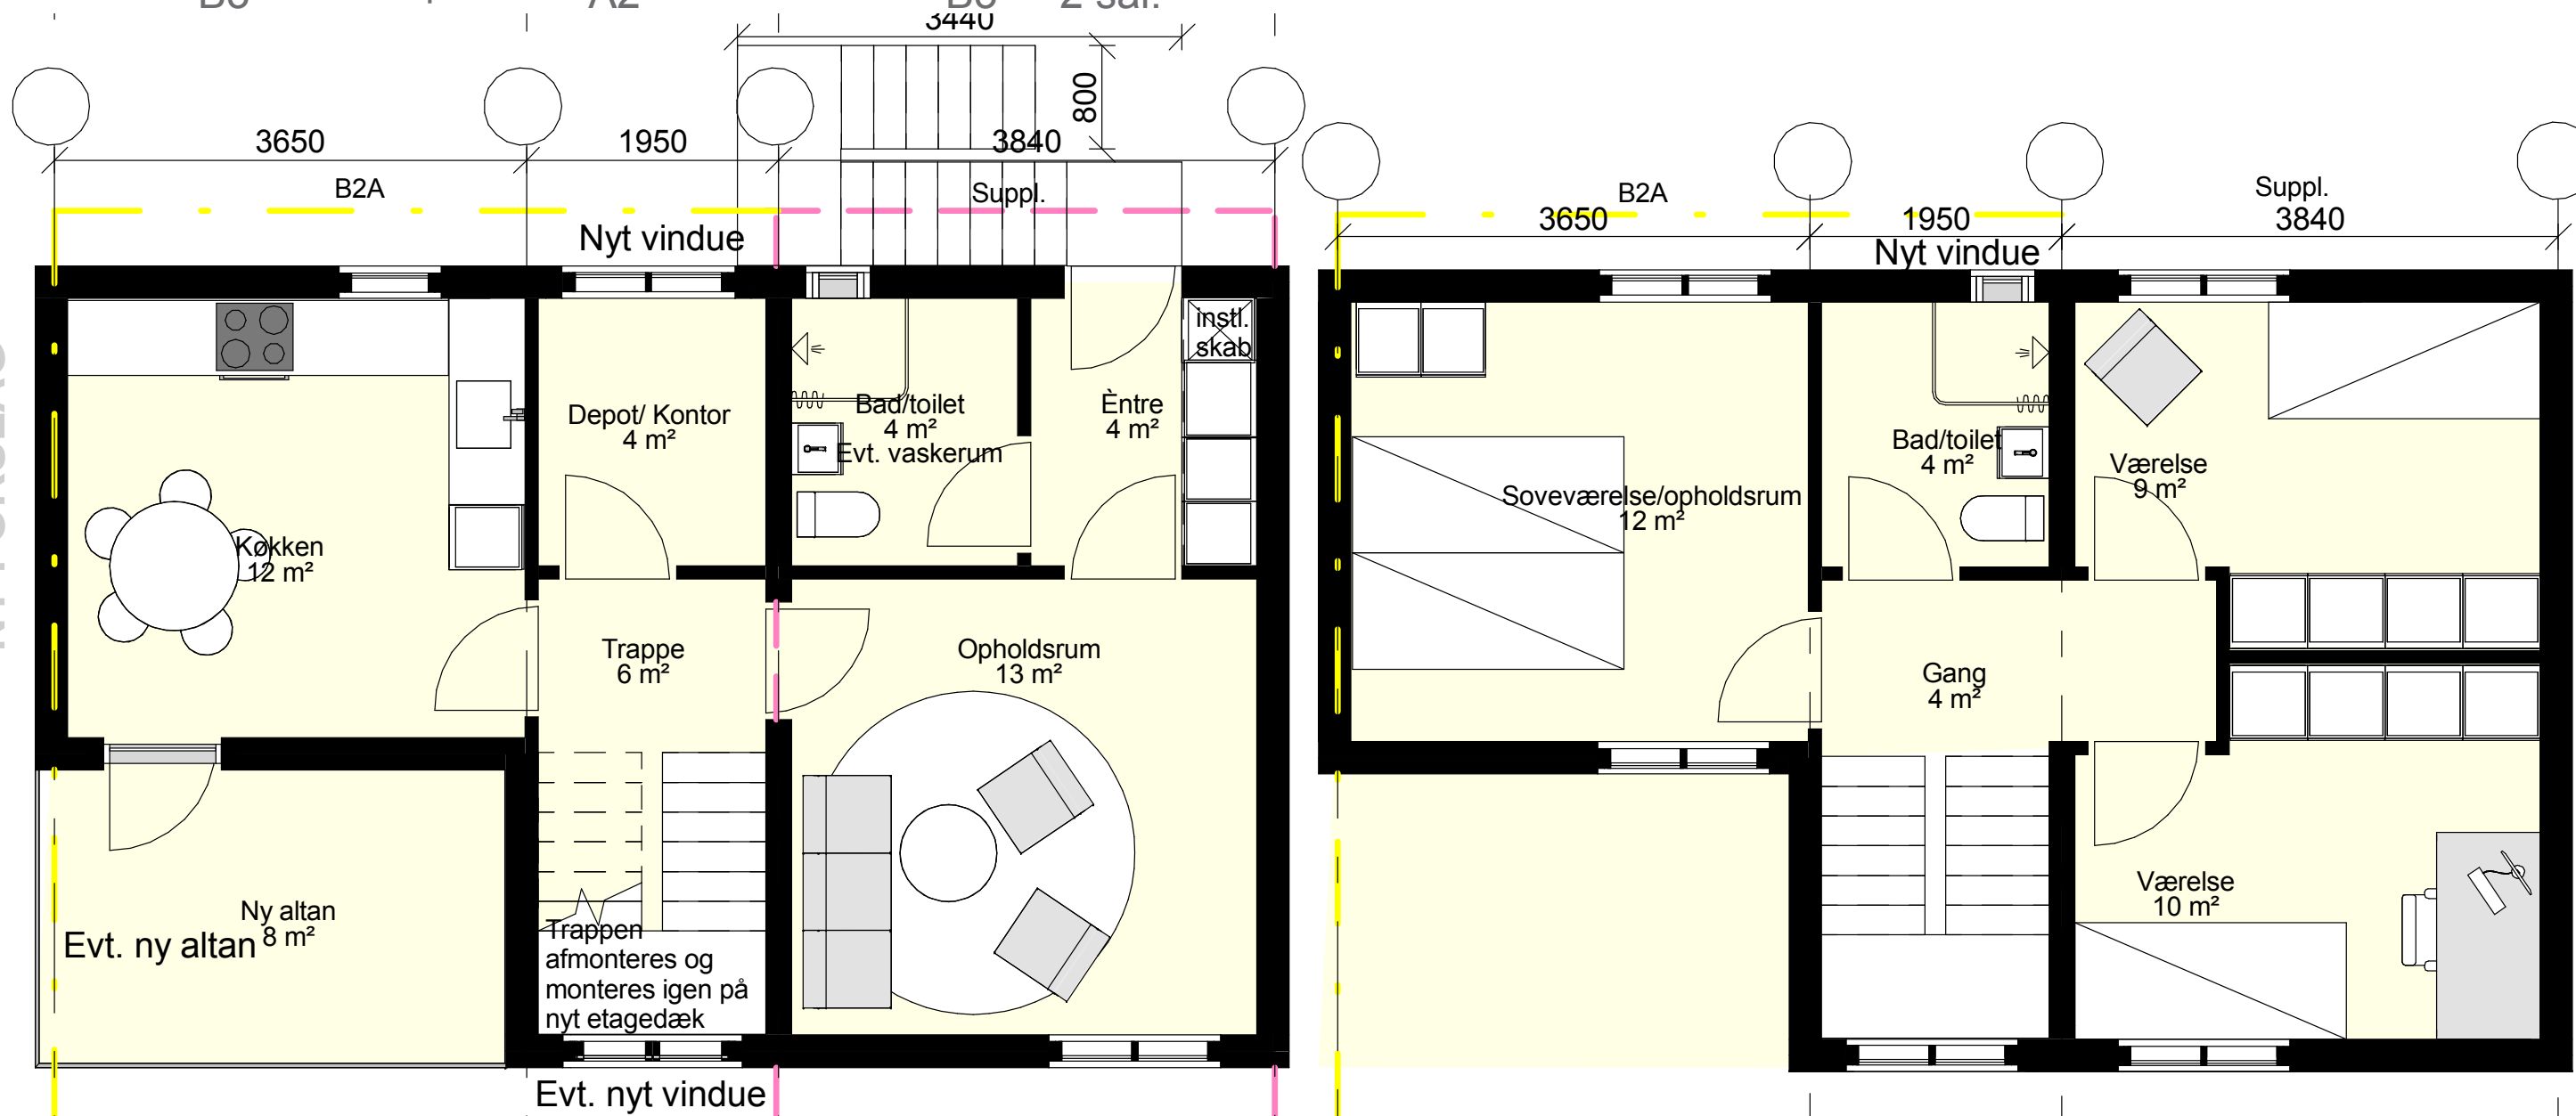 3440
800
3650
1950
3840
B2A
Suppl.
Nyt vindue
instl.
skab
Depot/ Kontor
4 m²
Bad/toilet
4 m²
Evt. vaskerum
Èntre
4 m²
Køkken
12 m²
Trappe
6 m²
Opholdsrum
13 m²
Ny altan
8 m²
Evt. ny altan
Trappen
afmonteres og
monteres igen på
nyt etagedæk
Evt. nyt vindue
B2A
Suppl.
3650
1950
3840
Nyt vindue
Bad/toilet
4 m²
Værelse
9 m²
Soveværelse/opholdsrum
12 m²
Gang
4 m²
Værelse
10 m²